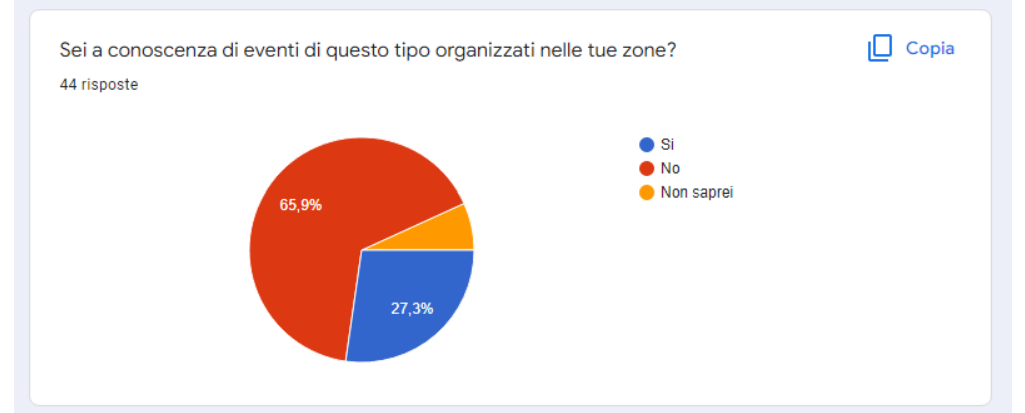 Sei a conoscenza di eventi di questo tipo organizzati nelle tue zone?
Copia
44 risposte
Si
No
Non saprei
65,9%
27,3%